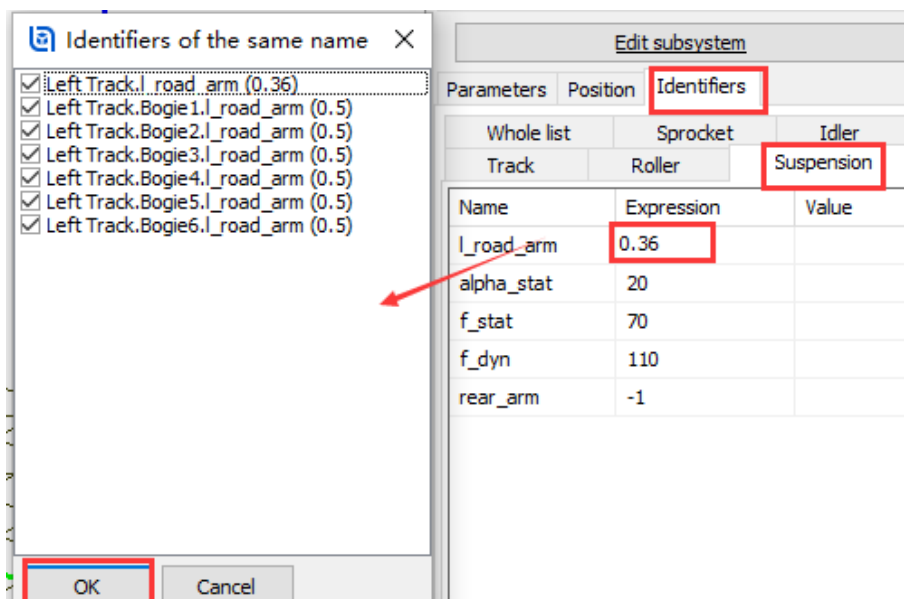 Identifiers of the same name
Left Track.l_road_arm (0.36)
Left Track.Bogie1.l_road_arm (0.5)
Left Track.Bogie2.l_road_arm (0.5)
Left Track.Bogie3.l_road_arm (0.5)
Left Track.Bogie4.l_road_arm (0.5)
Left Track.Bogie5.l_road_arm (0.5)
Left Track.Bogie6.l_road_arm (0.5)
OK Cancel
Edit subsystem
Parameters Position Identifiers
Whole list Sprocket Idler
Track Roller Suspension
Name Expression Value
l_road_arm 0.36
alpha_stat 20
f_stat 70
f_dyn 110
rear_arm -1